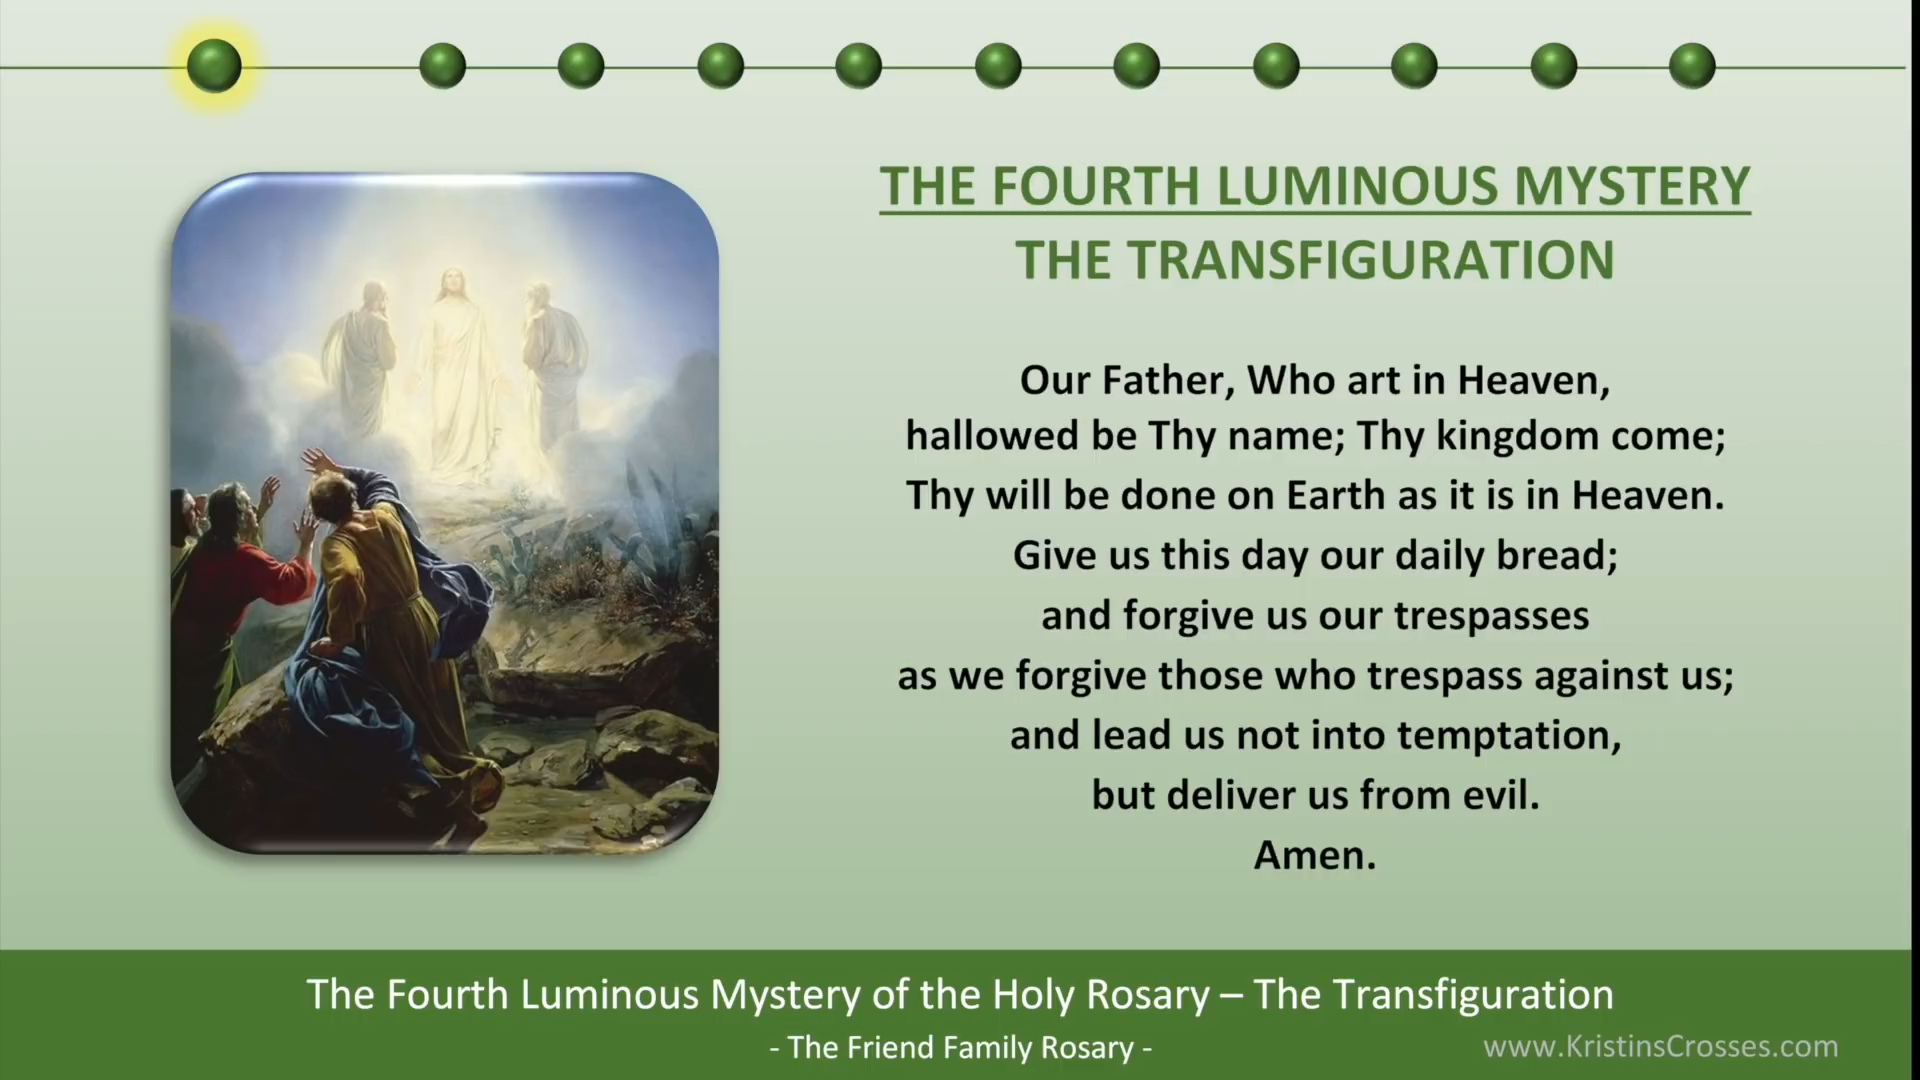 THE FOURTH LUMINOUS MYSTERY
THE TRANSFIGURATION
Our Father, Who art in Heaven,
hallowed be Thy name; Thy kingdom come;
Thy will be done on Earth as it is in Heaven.
Give us this day our daily bread;
and forgive us our trespasses
as we forgive those who trespass against us;
and lead us not into temptation,
but deliver us from evil.
Amen.
The Fourth Luminous Mystery of the Holy Rosary – The Transfiguration
- The Friend Family Rosary -
www.KristinsCrosses.com